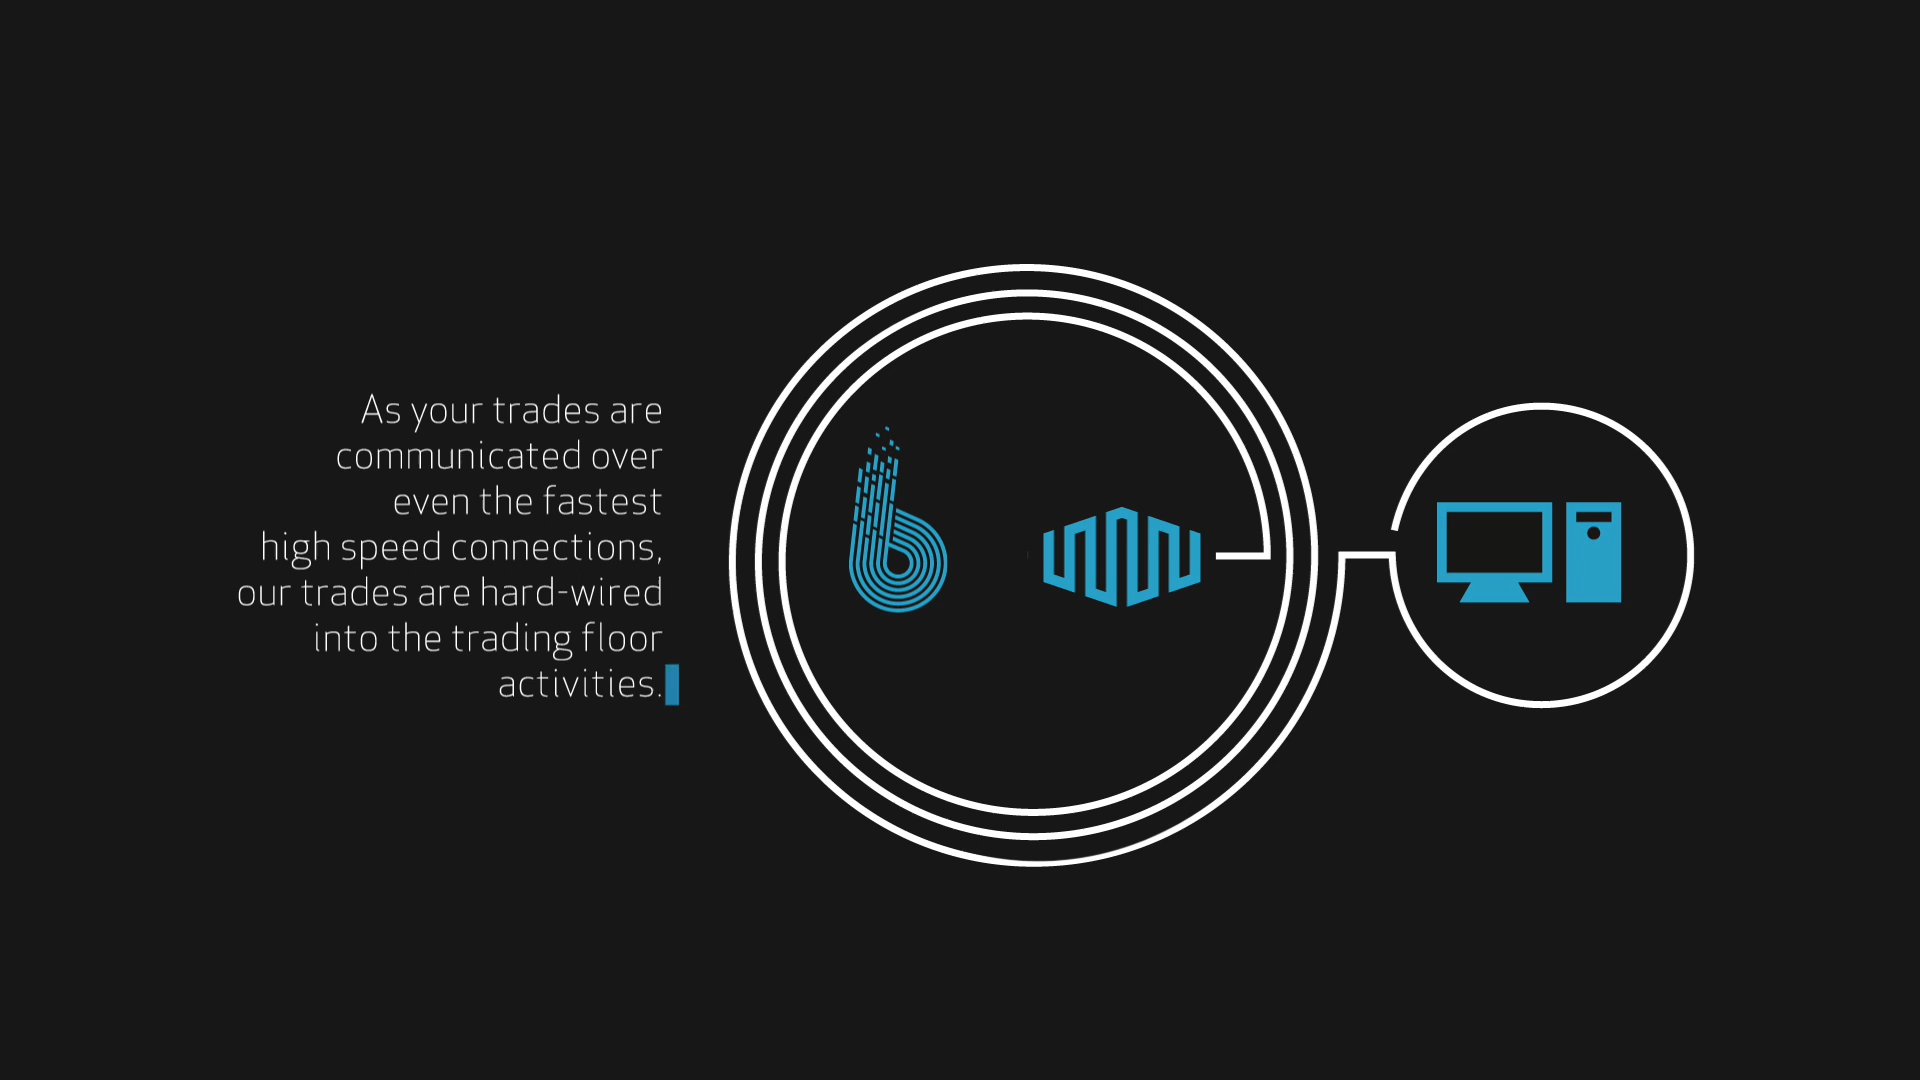 As your trades are
communicated over
even the fastest
high speed connections,
our trades are hard-wired
into the trading floor
activities.